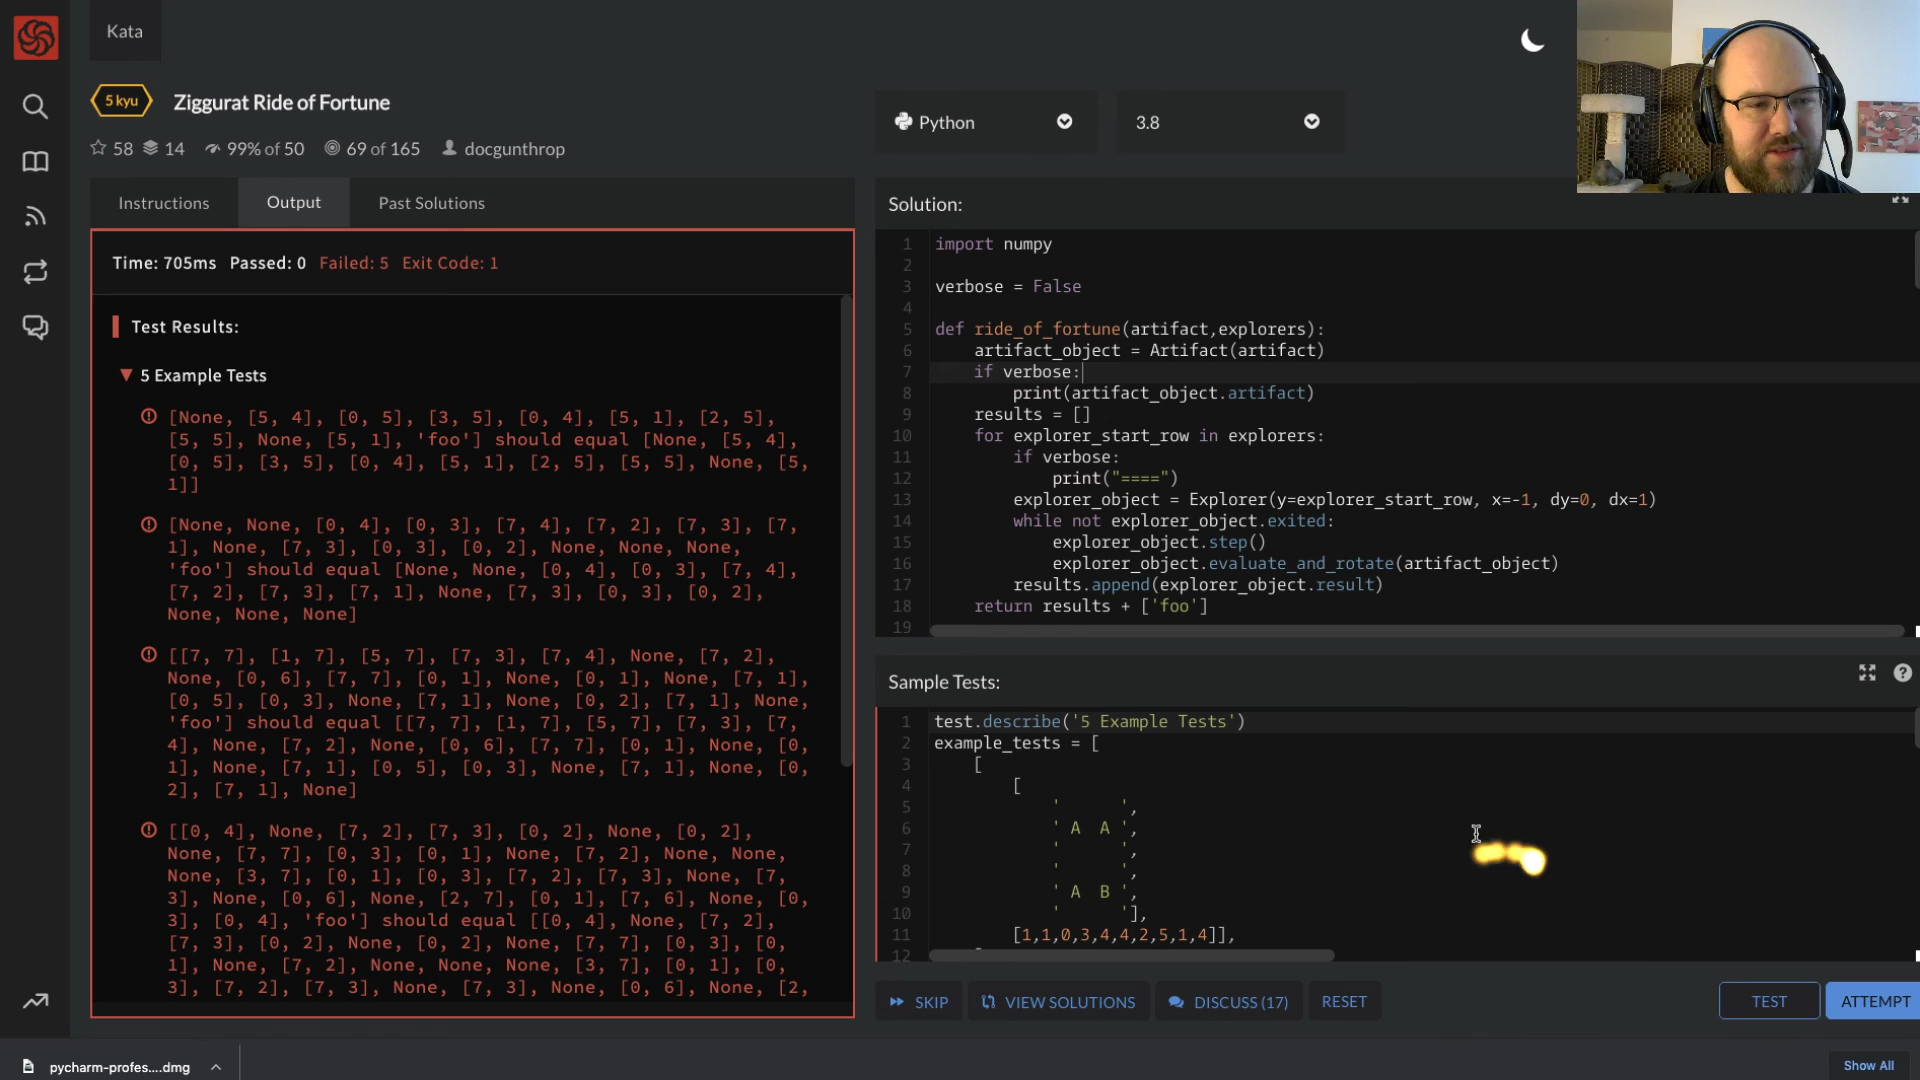 Kata
5 kyu
Ziggurat Ride of Fortune
58 14 99% of 50 69 of 165 docgunthrop
Python
3.8
Instructions
Output
Past Solutions
Time: 705ms Passed: 0 Failed: 5 Exit Code: 1
Test Results:
5 Example Tests
[None, [5, 4], [0, 5], [3, 5], [0, 4], [5, 1], [2, 5],
[5, 5], None, [5, 1], 'foo'] should equal [None, [5, 4],
[0, 5], [3, 5], [0, 4], [5, 1], [2, 5], [5, 5], None, [5,
1]]
[None, None, [0, 4], [0, 3], [7, 4], [7, 2], [7, 3], [7,
1], None, [7, 3], [0, 3], [0, 2], None, None, None,
'foo'] should equal [None, None, [0, 4], [0, 3], [7, 4],
[7, 2], [7, 3], [7, 1], None, [7, 3], [0, 3], [0, 2],
None, None, None]
[[7, 7], [1, 7], [5, 7], [7, 3], [7, 4], None, [7, 2],
None, [0, 6], [7, 7], [0, 1], None, [0, 1], None, [7, 1],
[0, 5], [0, 3], None, [7, 1], None, [0, 2], [7, 1], None,
'foo'] should equal [[7, 7], [1, 7], [5, 7], [7, 3], [7,
4], None, [7, 2], None, [0, 6], [7, 7], [0, 1], None, [0,
1], None, [7, 1], [0, 5], [0, 3], None, [7, 1], None, [0,
2], [7, 1], None]
[[0, 4], None, [7, 2], [7, 3], [0, 2], None, [0, 2],
None, [7, 7], [0, 3], [0, 1], None, [7, 2], None, None,
None, [3, 7], [0, 1], [0, 3], [7, 2], [7, 3], None, [7,
3], None, [0, 6], None, [2, 7], [0, 1], [7, 6], None, [0,
3], [0, 4], 'foo'] should equal [[0, 4], None, [7, 2],
[7, 3], [0, 2], None, [0, 2], None, [7, 7], [0, 3], [0,
1], None, [7, 2], None, None, None, [3, 7], [0, 1], [0,
3], [7, 2], [7, 3], None, [7, 3], None, [0, 6], None, [2,
Solution:
1 import numpy
2
3 verbose = False
4
5 def ride_of_fortune(artifact,explorers):
6 artifact_object = Artifact(artifact)
7 if verbose:
8 print(artifact_object.artifact)
9 results = []
10 for explorer_start_row in explorers:
11 if verbose:
12 print("====")
13 explorer_object = Explorer(y=explorer_start_row, x=-1, dy=0, dx=1)
14 while not explorer_object.exited:
15 explorer_object.step()
16 explorer_object.evaluate_and_rotate(artifact_object)
17 results.append(explorer_object.result)
18 return results + ['foo']
19
Sample Tests:
1 test.describe('5 Example Tests')
2 example_tests = [
3 [
4 [
5 '      ',
6 ' A  A ',
7 '      ',
8 '      ',
9 ' A  B ',
10 '      '],
11 [1,1,0,3,4,4,2,5,1,4]],
12
SKIP
VIEW SOLUTIONS
DISCUSS (17)
RESET
TEST
ATTEMPT
pycharm-profes....dmg
Show All